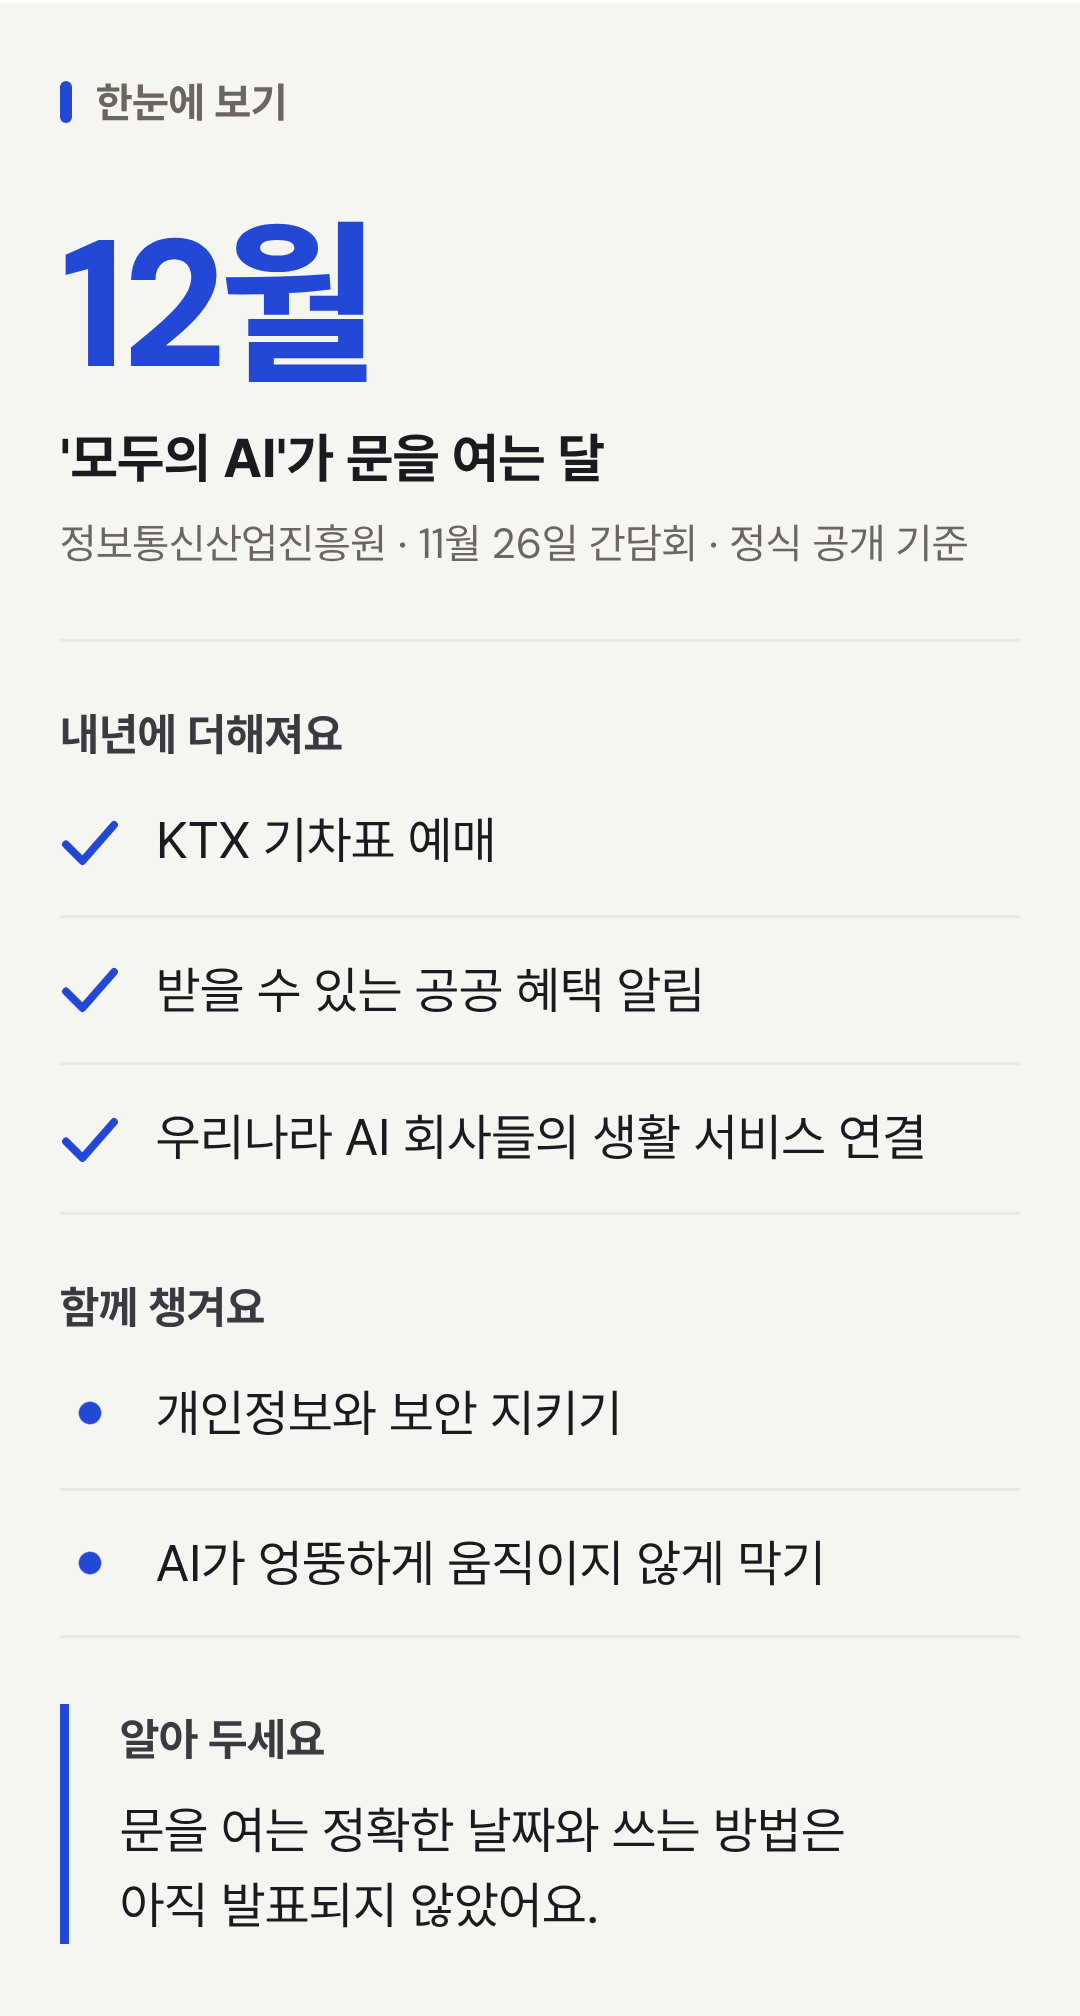 한눈에 보기
12월
'모두의 AI'가 문을 여는 달
정보통신산업진흥원 · 11월 26일 간담회 · 정식 공개 기준
내년에 더해져요
KTX 기차표 예매
받을 수 있는 공공 혜택 알림
우리나라 AI 회사들의 생활 서비스 연결
함께 챙겨요
개인정보와 보안 지키기
AI가 엉뚱하게 움직이지 않게 막기
알아 두세요
문을 여는 정확한 날짜와 쓰는 방법은
아직 발표되지 않았어요.